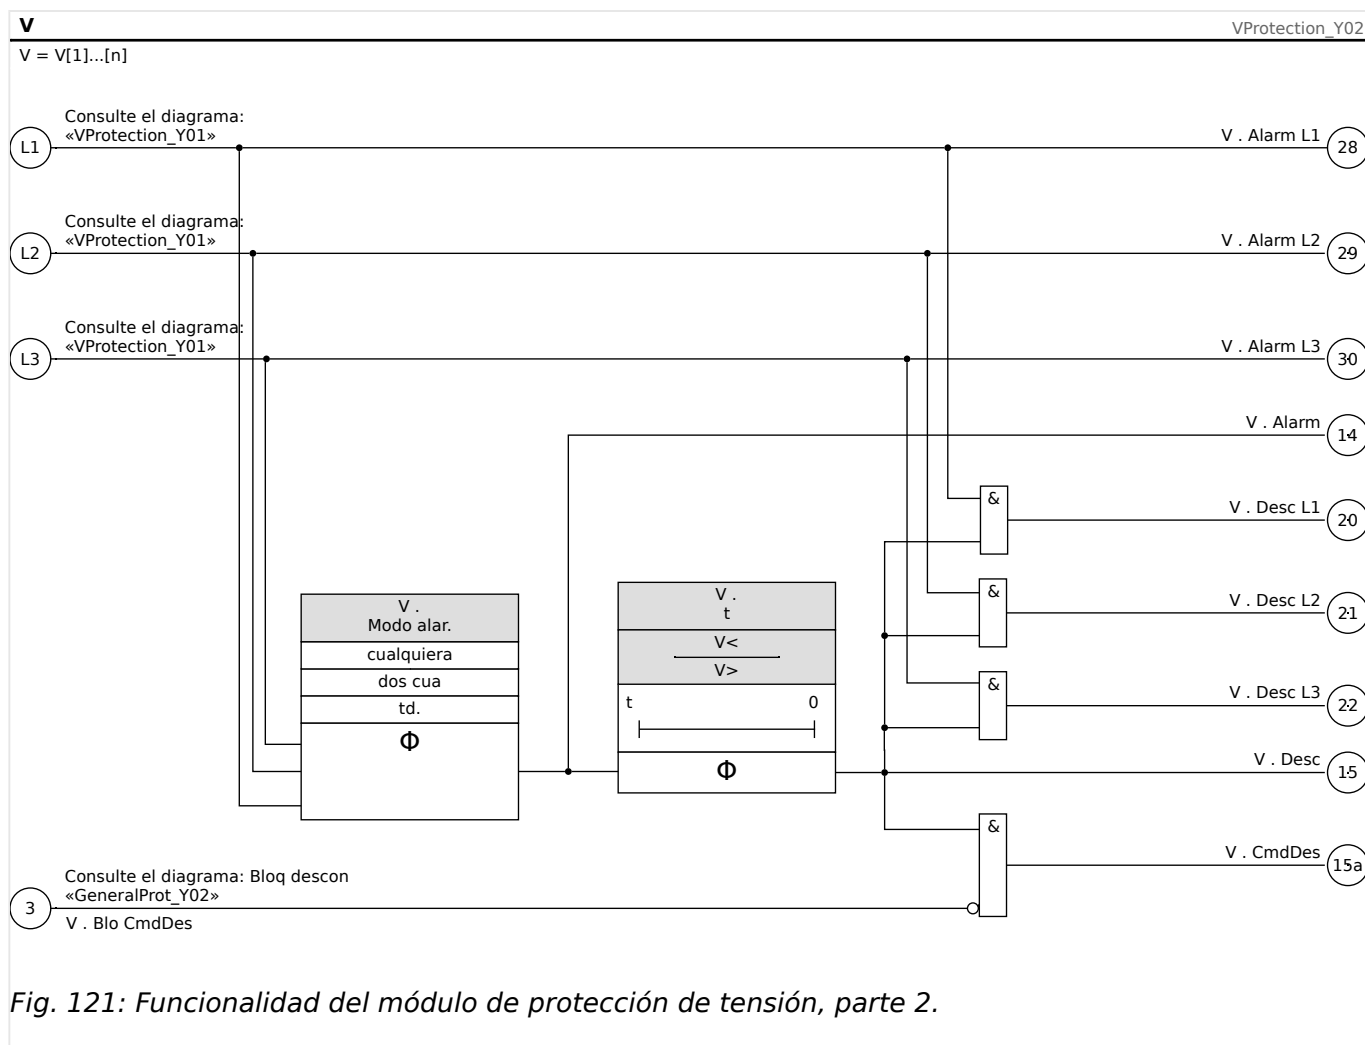 V
VProtection_Y02
V = V[1]...[n]
Consulte el diagrama:
«VProtection_Y01»
L1
V . Alarm L1
28
Consulte el diagrama:
«VProtection_Y01»
L2
V . Alarm L2
29
Consulte el diagrama:
«VProtection_Y01»
L3
V . Alarm L3
30
V . Alarm
14
&
V . Desc L1
20
&
V . Desc L2
21
&
V . Desc L3
22
V .
Modo alar.
cualquiera
dos cua
td.
Φ
V .
t
V<
V>
t 0
Φ
V . Desc
15
&
V . CmdDes
15a
Consulte el diagrama: Bloq descon
«GeneralProt_Y02»
3
V . Blo CmdDes
Fig. 121: Funcionalidad del módulo de protección de tensión, parte 2.